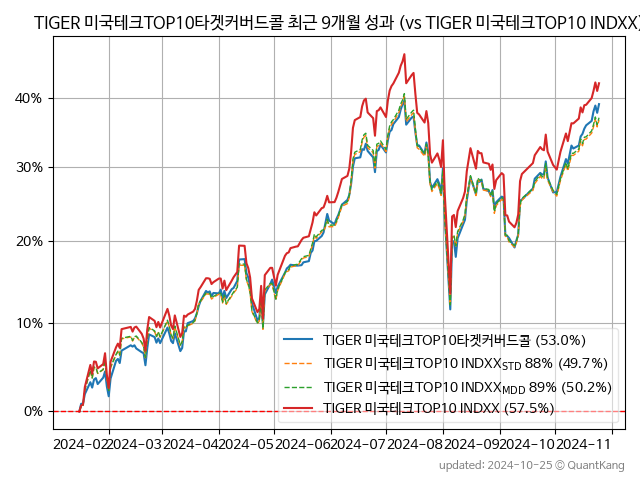 TIGER 미국테크TOP10타겟커버드콜 최근 9개월 성과 (vs TIGER 미국테크TOP10 INDXX)
40%
30%
20%
10%
0%
TIGER 미국테크TOP10타겟커버드콜 (53.0%)
TIGER 미국테크TOP10 INDXX_STD 88% (49.7%)
TIGER 미국테크TOP10 INDXX_MDD 89% (50.2%)
TIGER 미국테크TOP10 INDXX (57.5%)
2024-02 2024-03 2024-04 2024-05 2024-06 2024-07 2024-08 2024-09 2024-10 2024-11
updated: 2024-10-25 © QuantKang